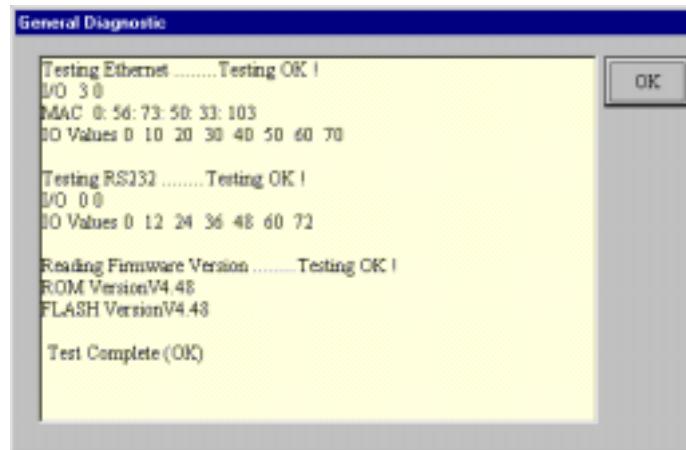 General Diagnostic
Testing Ethernet ........Testing OK !
I/O 3 0
MAC 0: 56: 73: 50: 33: 103
IO Values 0 10 20 30 40 50 60 70
Testing RS232 ........Testing OK !
I/O 0 0
IO Values 0 12 24 36 48 60 72
Reading Firmware Version .........Testing OK !
ROM VersionV4.48
FLASH VersionV4.48
Test Complete (OK)
OK